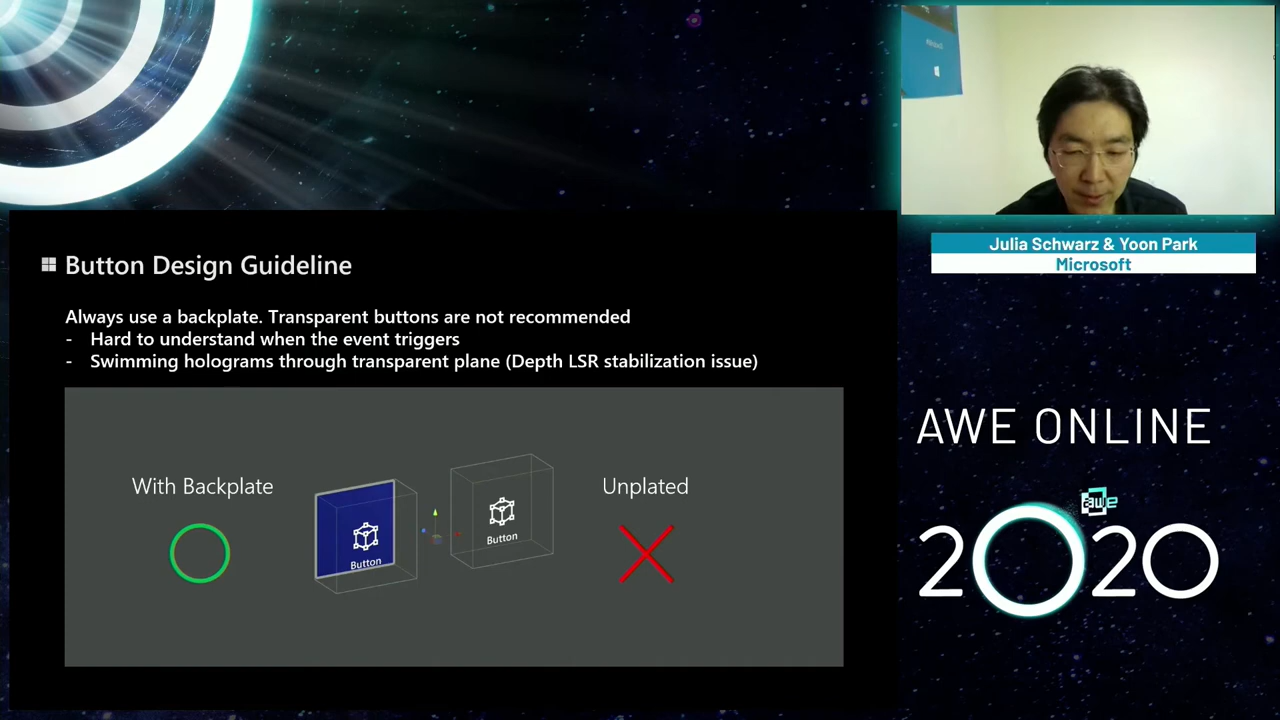 Julia Schwarz & Yoon Park
Microsoft
Button Design Guideline
Always use a backplate. Transparent buttons are not recommended
- Hard to understand when the event triggers
- Swimming holograms through transparent plane (Depth LSR stabilization issue)
With Backplate
Button
Button
Unplated
AWE ONLINE
awe
2020